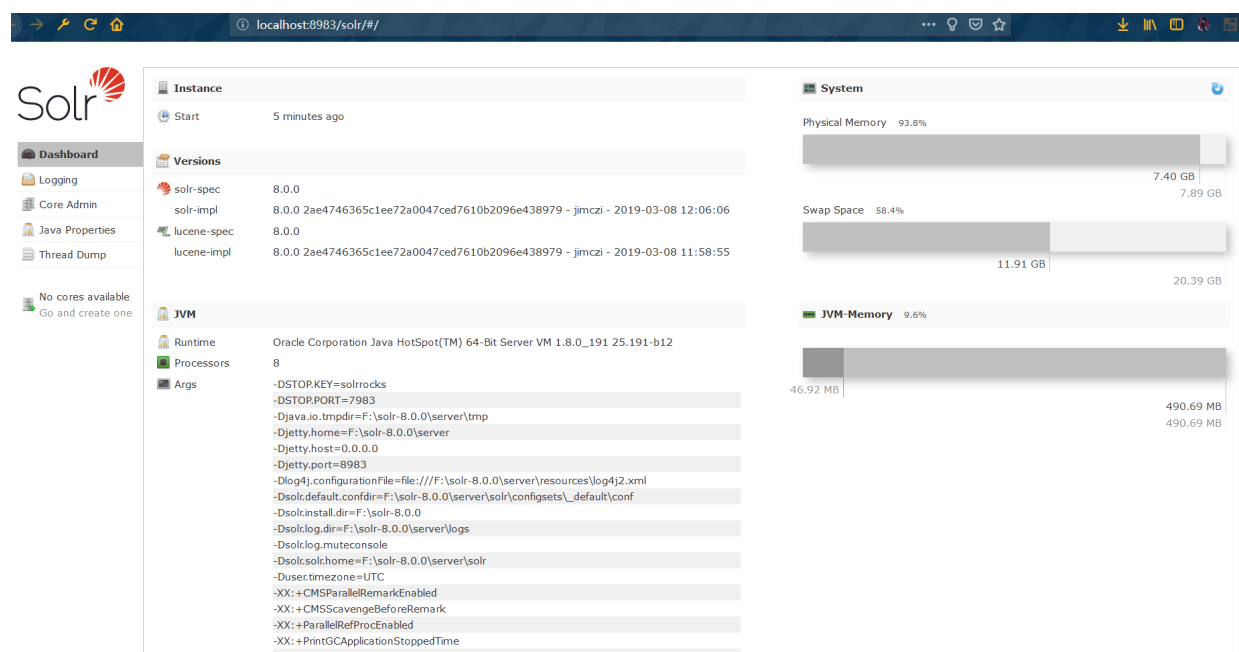 localhost:8983/solr/#/
Solr
Dashboard
Logging
Core Admin
Java Properties
Thread Dump
No cores available
Go and create one
Instance
Start 5 minutes ago
Versions
solr-spec 8.0.0
solr-impl 8.0.0 2ae4746365c1ee72a0047ced7610b2096e438979 - jimczi - 2019-03-08 12:06:06
lucene-spec 8.0.0
lucene-impl 8.0.0 2ae4746365c1ee72a0047ced7610b2096e438979 - jimczi - 2019-03-08 11:58:55
JVM
Runtime Oracle Corporation Java HotSpot(TM) 64-Bit Server VM 1.8.0_191 25.191-b12
Processors 8
Args -DSTOP.KEY=solrrocks
-DSTOP.PORT=7983
-Djava.io.tmpdir=F:\solr-8.0.0\server\tmp
-Djetty.home=F:\solr-8.0.0\server
-Djetty.host=0.0.0.0
-Djetty.port=8983
-Dlog4j.configurationFile=file:///F:\solr-8.0.0\server\resources\log4j2.xml
-Dsolr.default.confdir=F:\solr-8.0.0\server\solr\configsets\_default\conf
-Dsolr.install.dir=F:\solr-8.0.0
-Dsolr.log.dir=F:\solr-8.0.0\server\logs
-Dsolr.log.muteconsole
-Dsolr.solr.home=F:\solr-8.0.0\server\solr
-Duser.timezone=UTC
-XX:+CMSParallelRemarkEnabled
-XX:+CMSScavengeBeforeRemark
-XX:+ParallelRefProcEnabled
-XX:+PrintGCApplicationStoppedTime
System
Physical Memory 93.8%
7.40 GB
7.89 GB
Swap Space 58.4%
11.91 GB
20.39 GB
JVM-Memory 9.6%
46.92 MB
490.69 MB
490.69 MB